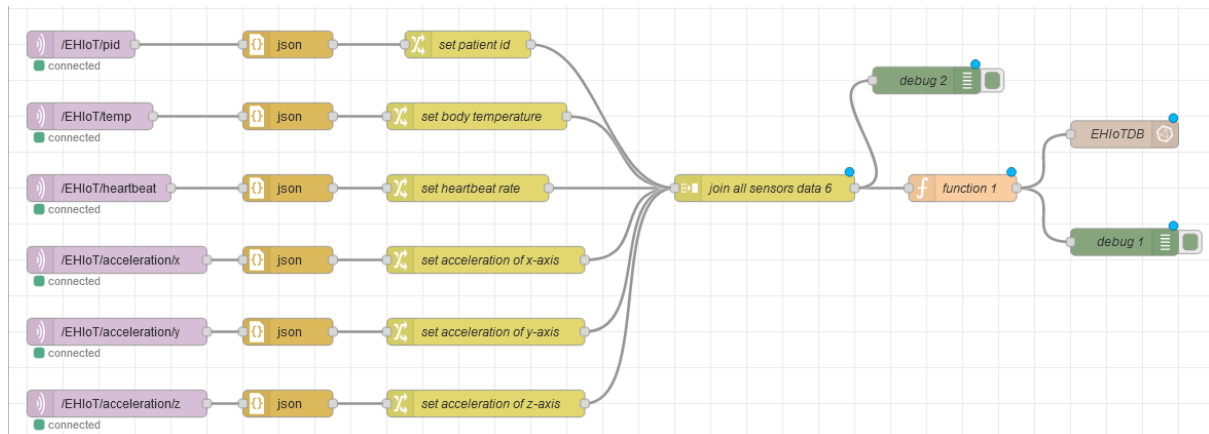 /EHIoT/pid
connected
json
set patient id
/EHIoT/temp
connected
json
set body temperature
/EHIoT/heartbeat
connected
json
set heartbeat rate
/EHIoT/acceleration/x
connected
json
set acceleration of x-axis
/EHIoT/acceleration/y
connected
json
set acceleration of y-axis
/EHIoT/acceleration/z
connected
json
set acceleration of z-axis
join all sensors data 6
debug 2
function 1
EHIoTDB
debug 1